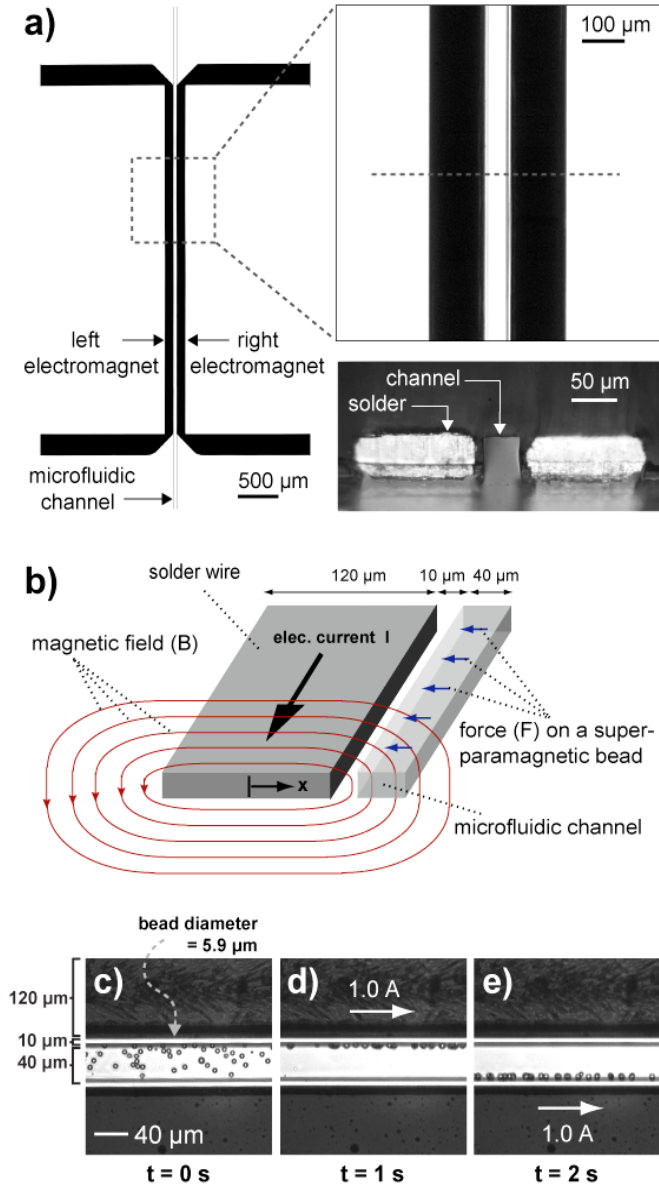 a)
100 μm
left
electromagnet
right
electromagnet
microfluidic
channel
500 μm
channel
solder
50 μm
b)
solder wire
120 μm
10 μm
40 μm
magnetic field (B)
elec. current I
x
force (F) on a super-
paramagnetic bead
microfluidic channel
bead diameter
= 5.9 μm
120 μm
10 μm
40 μm
c)
40 μm
t = 0 s
d)
1.0 A
t = 1 s
e)
1.0 A
t = 2 s